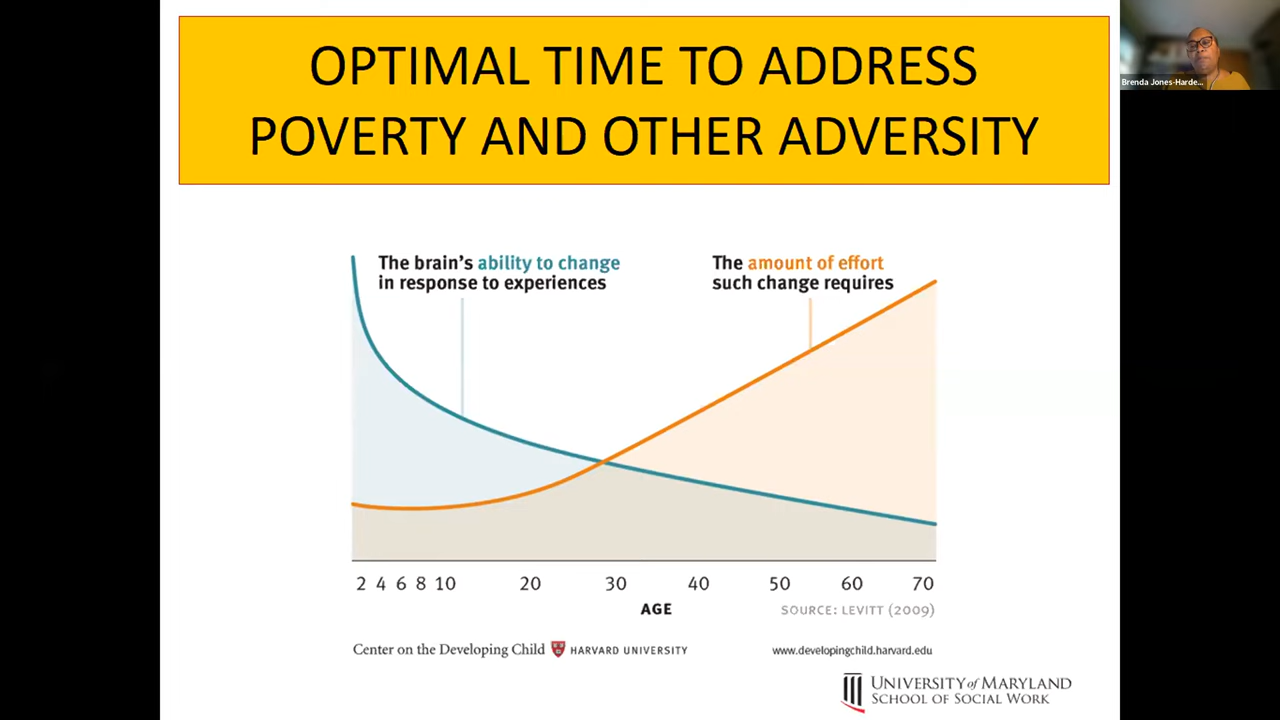 OPTIMAL TIME TO ADDRESS
POVERTY AND OTHER ADVERSITY
Brenda Jones-Harde...
The brain's ability to change
in response to experiences
The amount of effort
such change requires
2 4 6 8 10 20 30 40 50 60 70
AGE
SOURCE: LEVITT (2009)
Center on the Developing Child HARVARD UNIVERSITY
www.developingchild.harvard.edu
UNIVERSITY of MARYLAND
SCHOOL OF SOCIAL WORK